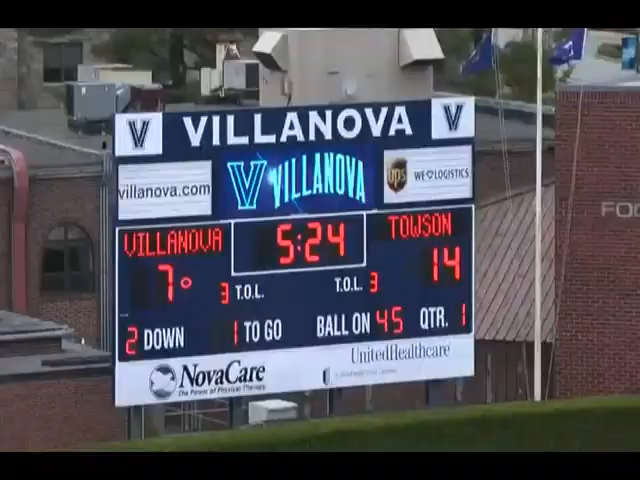 V VILLANOVA V
villanova.com V VILLANOVA ups WE ♥ LOGISTICS
VILLANOVA 5:24 TOWSON
7 3 T.O.L. T.O.L. 3 14
2 DOWN 1 TO GO BALL ON 45 QTR. 1
NovaCare UnitedHealthcare
The Power of Physical Therapy
FOO